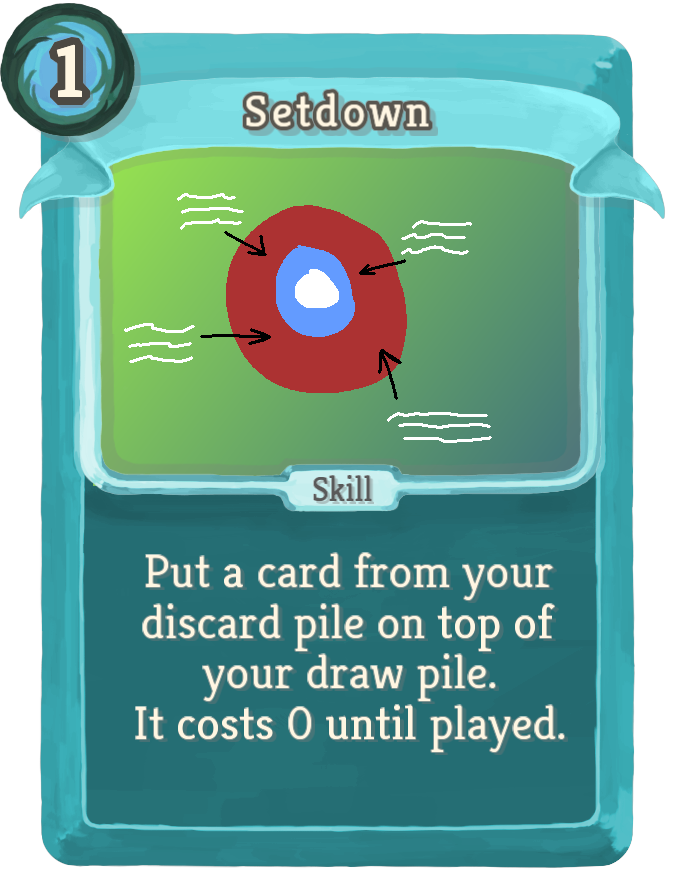 1
Setdown
Skill
Put a card from your
discard pile on top of
your draw pile.
It costs 0 until played.